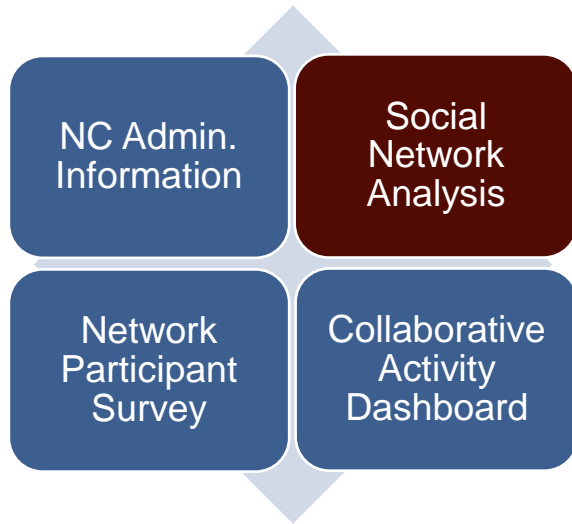 NC Admin.
Information
Social
Network
Analysis
Network
Participant
Survey
Collaborative
Activity
Dashboard